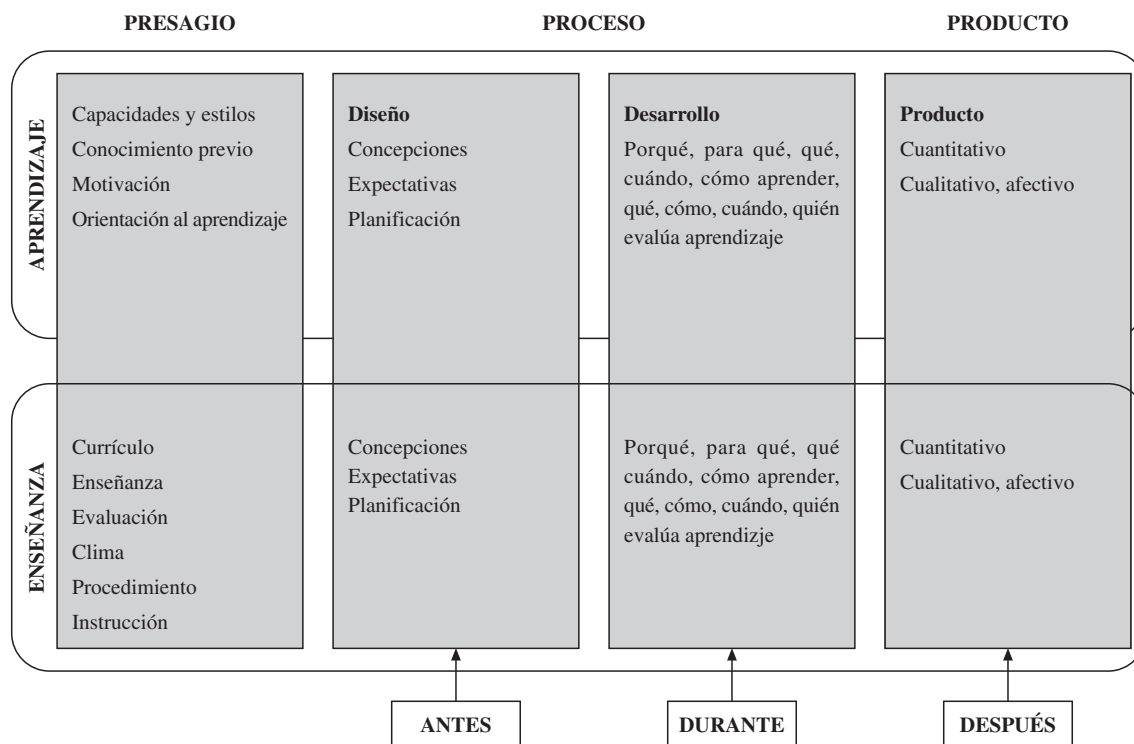 PRESAGIO
PROCESO
PRODUCTO
APRENDIZAJE
Capacidades y estilos
Conocimiento previo
Motivación
Orientación al aprendizaje
Diseño
Concepciones
Expectativas
Planificación
Desarrollo
Porqué, para qué, qué,
cuándo, cómo aprender,
qué, cómo, cuándo, quién
evalúa aprendizaje
Producto
Cuantitativo
Cualitativo, afectivo
ENSEÑANZA
Currículo
Enseñanza
Evaluación
Clima
Procedimiento
Instrucción
Concepciones
Expectativas
Planificación
Porqué, para qué, qué
cuándo, cómo aprender,
qué, cómo, cuándo, quién
evalúa aprendizje
Cuantitativo
Cualitativo, afectivo
ANTES
DURANTE
DESPUÉS